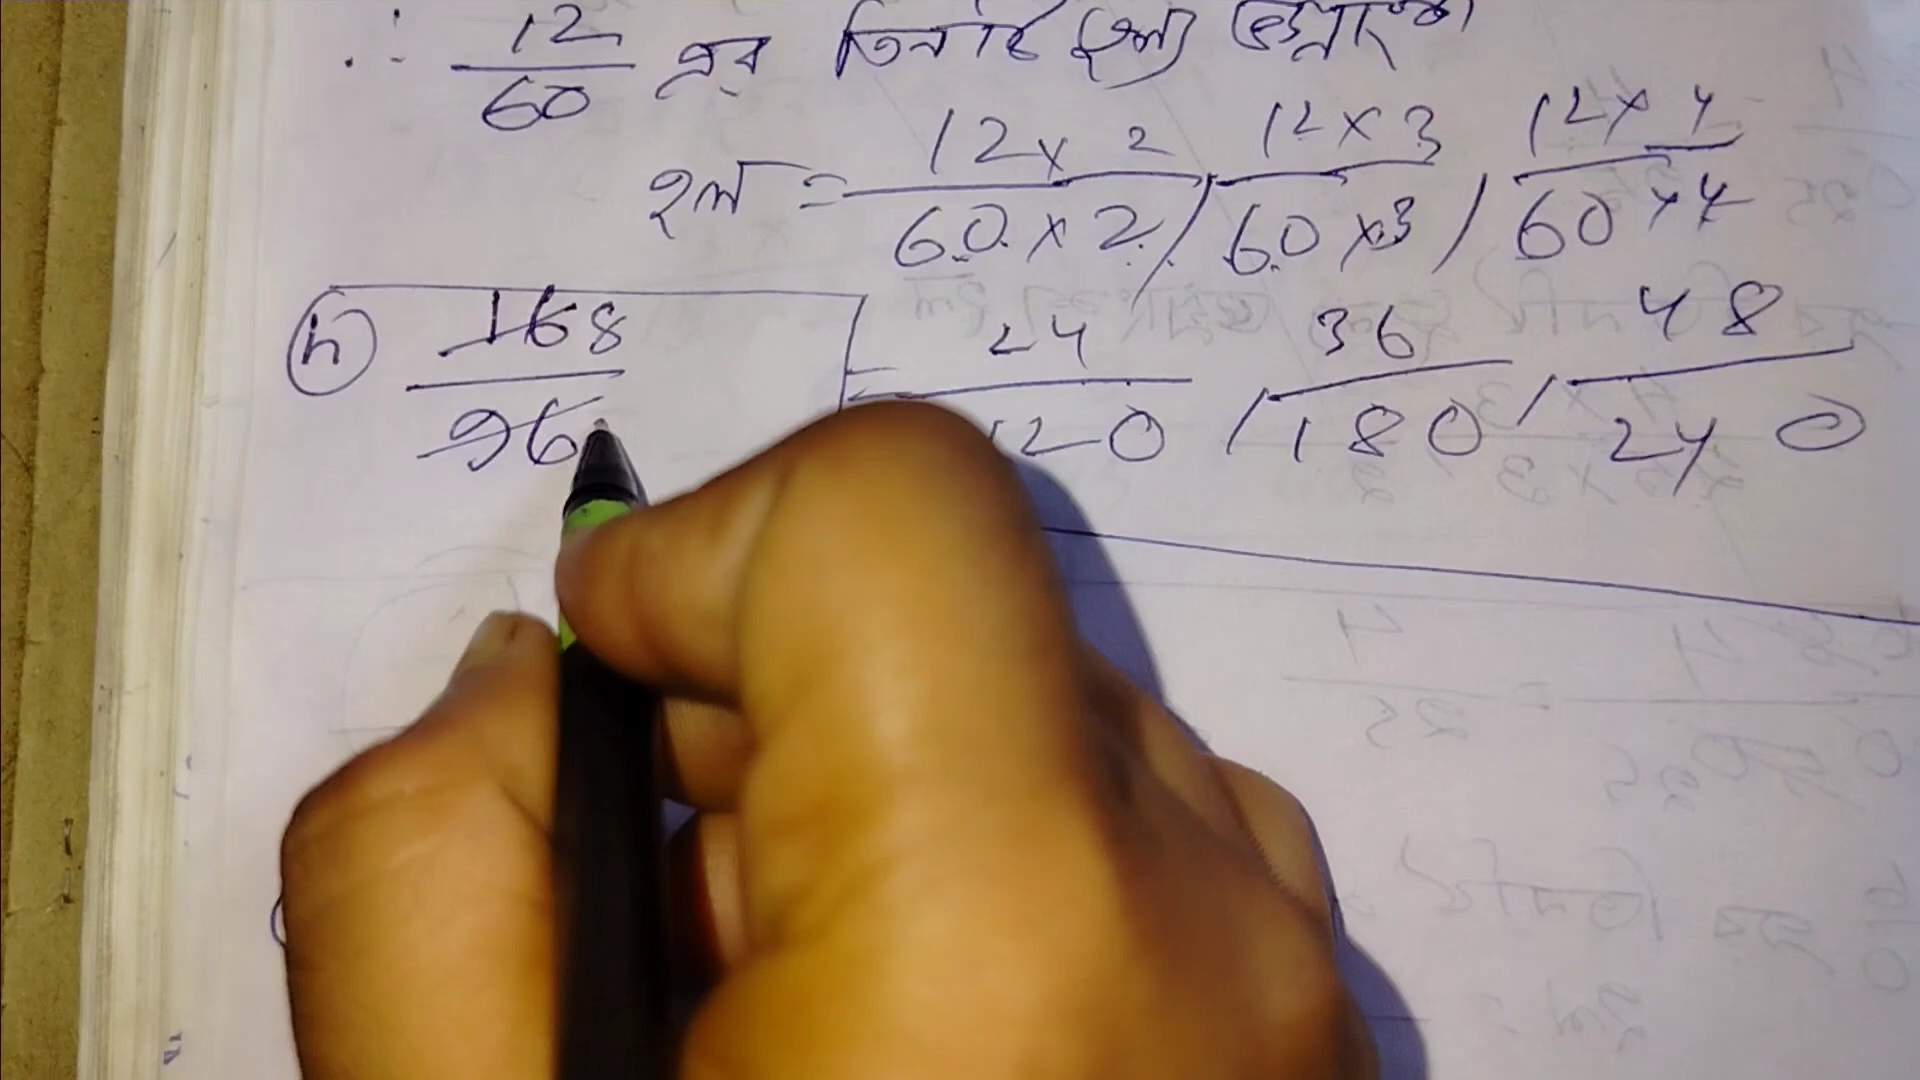 ∴ 12/60 এর তিনটি তুল্য ভগ্নাংশ
হল = 12 x 2 / 60 x 2, 12 x 3 / 60 x 3, 12 x 4 / 60 x 4
= 24 / 120, 36 / 180, 48 / 240
(h) 168 / 96